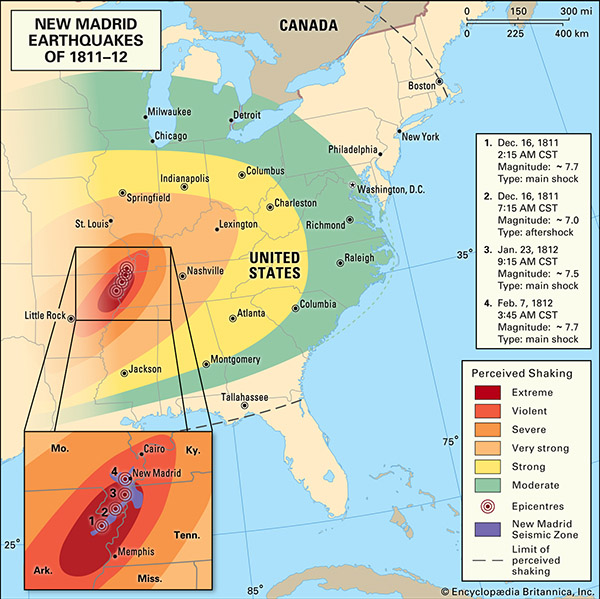 NEW MADRID
EARTHQUAKES
OF 1811–12
CANADA
0 150 300 mi
0 225 400 km
Boston
Milwaukee
Detroit
Chicago
New York
Philadelphia
Columbus
Indianapolis
Washington, D.C.
Springfield
Charleston
St. Louis
Lexington
Richmond
UNITED
STATES
35°
Nashville
Raleigh
Little Rock
Atlanta
Columbia
Jackson
Montgomery
Tallahassee
75°
25°
85°
1. Dec. 16, 1811
2:15 AM CST
Magnitude: ~ 7.7
Type: main shock
2. Dec. 16, 1811
7:15 AM CST
Magnitude: ~ 7.0
Type: aftershock
3. Jan. 23, 1812
9:15 AM CST
Magnitude: ~ 7.5
Type: main shock
4. Feb. 7, 1812
3:45 AM CST
Magnitude: ~ 7.7
Type: main shock
Perceived Shaking
Extreme
Violent
Severe
Very strong
Strong
Moderate
Epicentres
New Madrid
Seismic Zone
Limit of
perceived
shaking
Mo.
Cairo
Ky.
4
New Madrid
3
2
1
Tenn.
Memphis
Ark.
Miss.
© Encyclopædia Britannica, Inc.